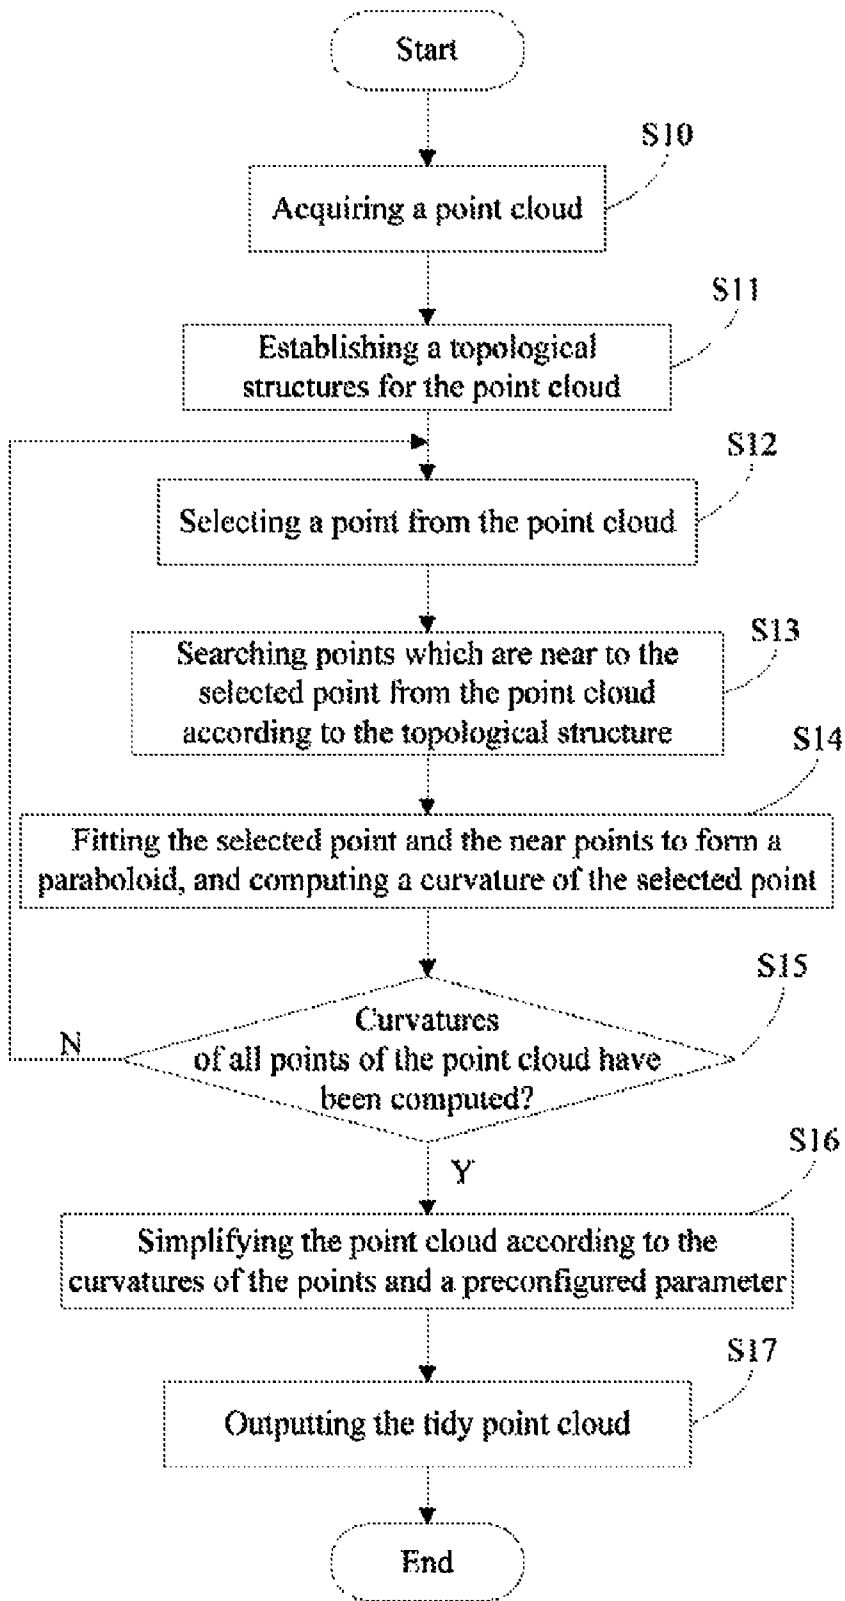 Start
S10
Acquiring a point cloud
S11
Establishing a topological
structures for the point cloud
S12
Selecting a point from the point cloud
S13
Searching points which are near to the
selected point from the point cloud
according to the topological structure
S14
Fitting the selected point and the near points to form a
paraboloid, and computing a curvature of the selected point
S15
Curvatures
of all points of the point cloud have
been computed?
N
Y
S16
Simplifying the point cloud according to the
curvatures of the points and a preconfigured parameter
S17
Outputting the tidy point cloud
End